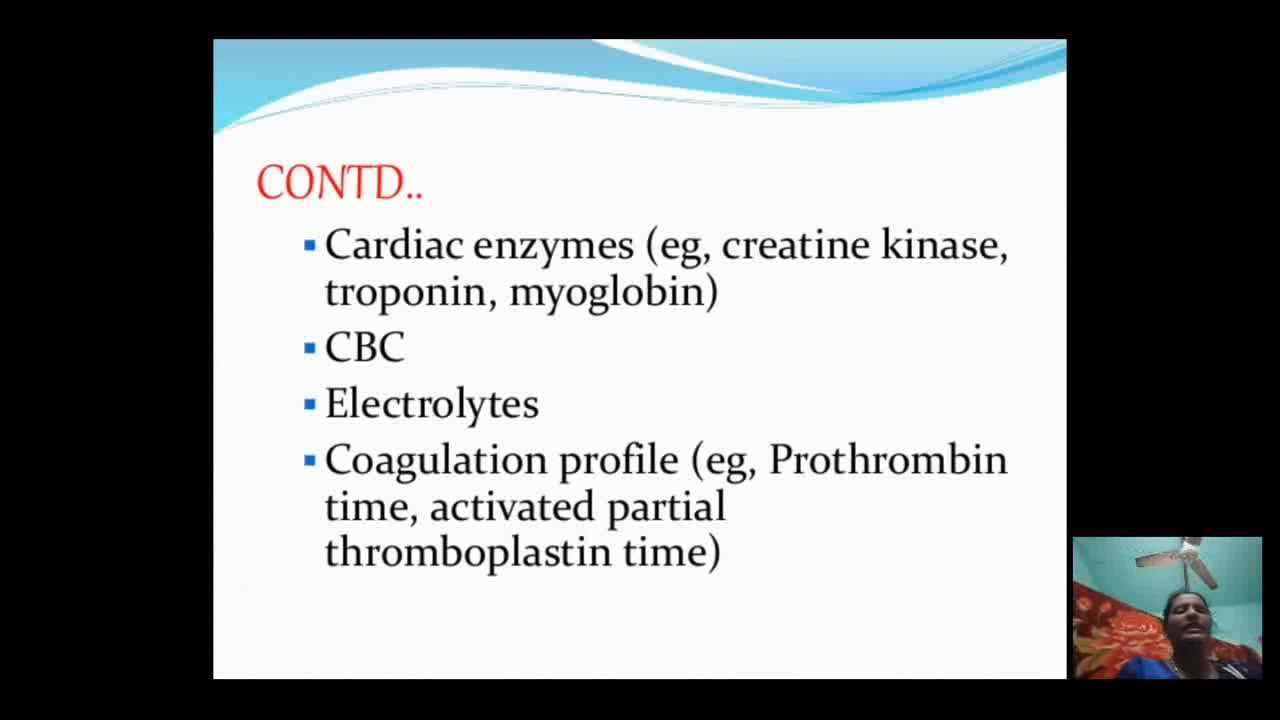 CONTD..
▪ Cardiac enzymes (eg, creatine kinase,
troponin, myoglobin)
▪ CBC
▪ Electrolytes
▪ Coagulation profile (eg, Prothrombin
time, activated partial
thromboplastin time)